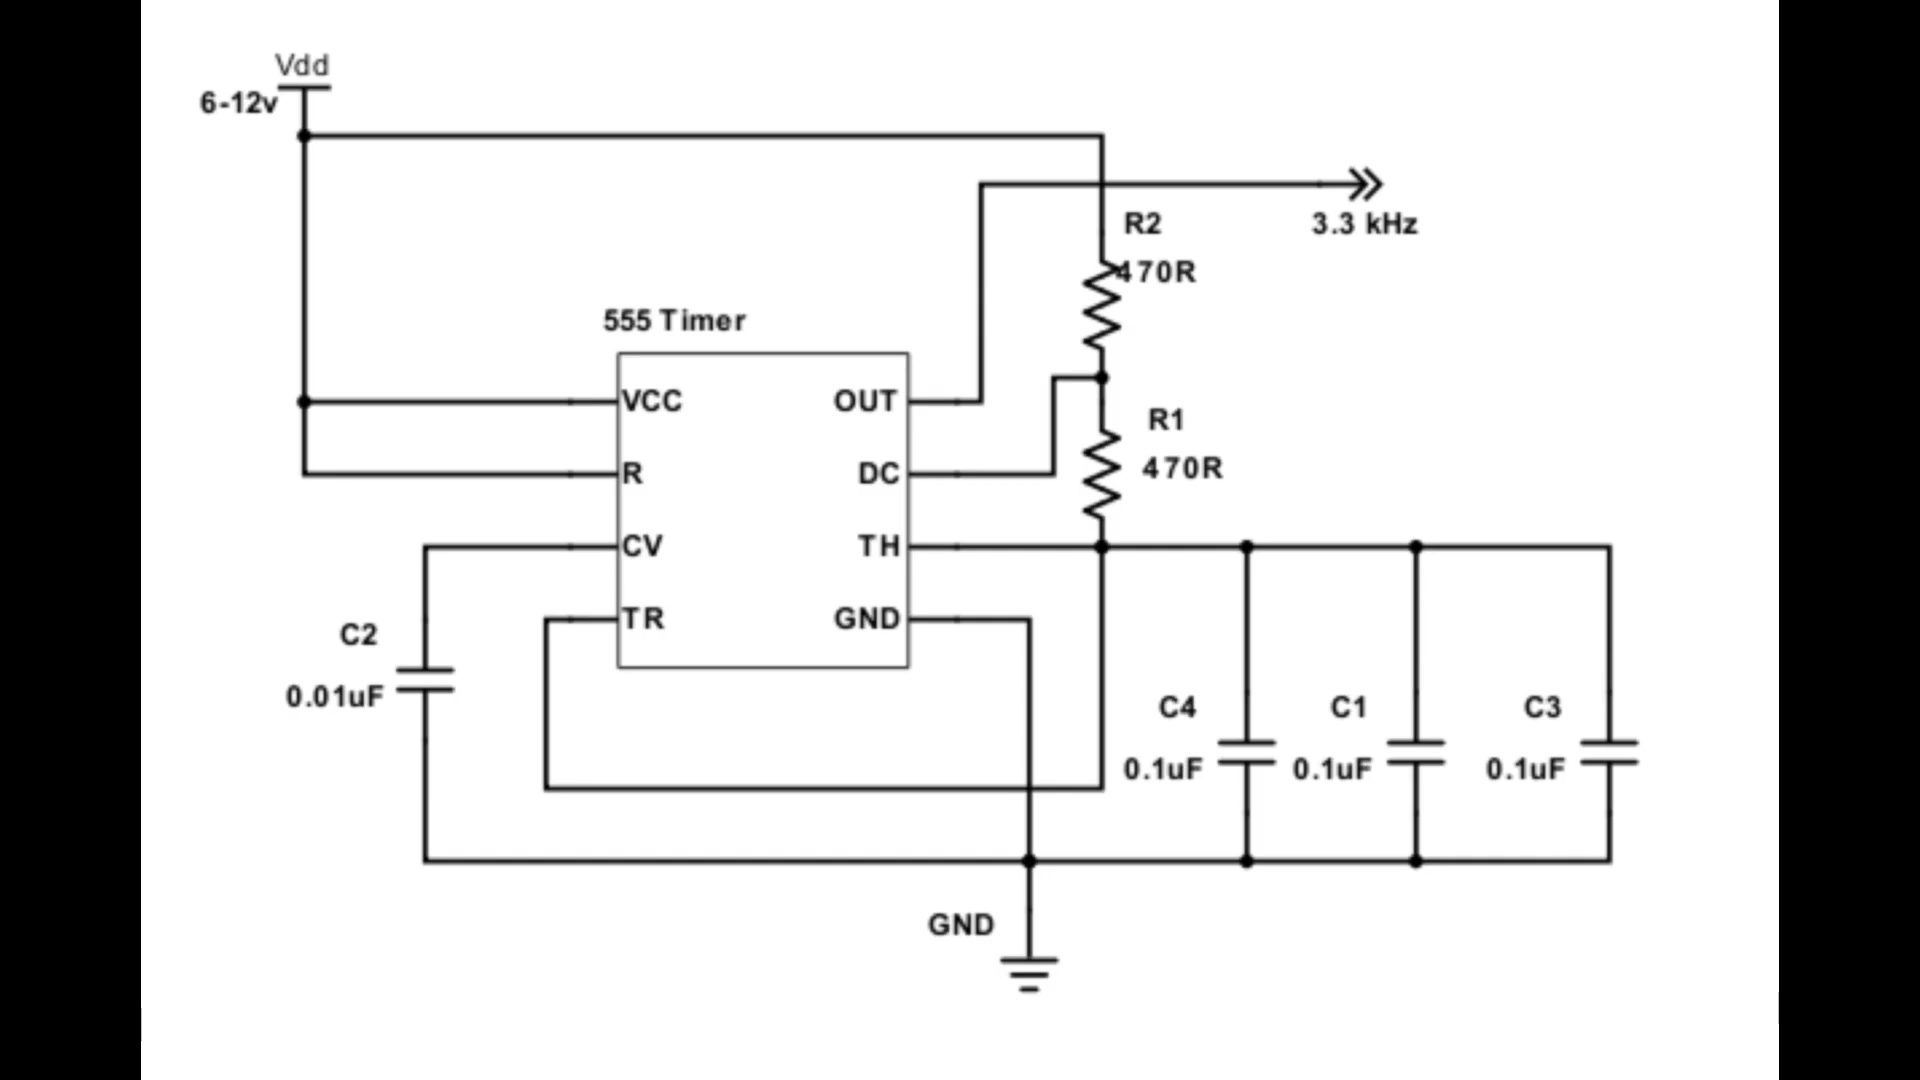 Vdd
6-12v
3.3 kHz
R2
470R
555 Timer
VCC
OUT
R1
R
DC
470R
CV
TH
TR
GND
C2
0.01uF
C4
C1
C3
0.1uF
0.1uF
0.1uF
GND